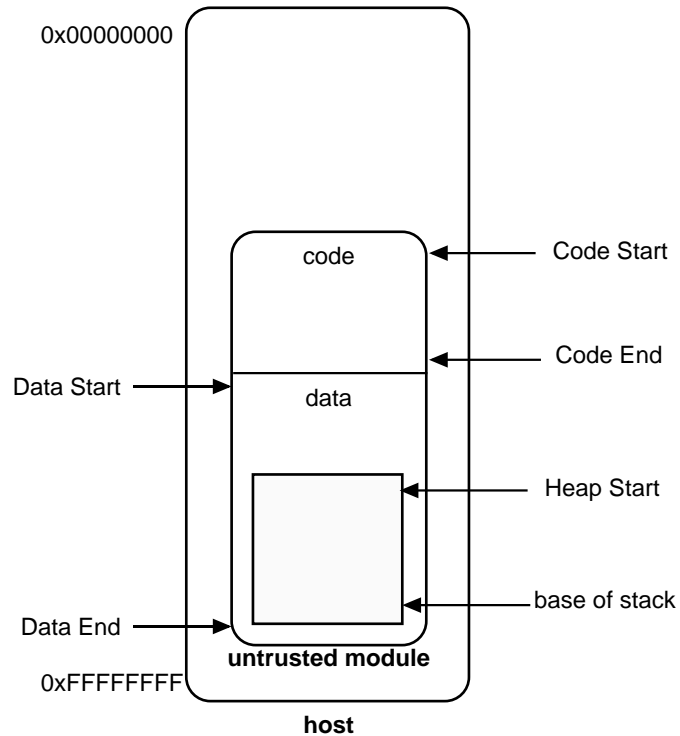 0x00000000
code
Code Start
Code End
Data Start
data
Heap Start
base of stack
Data End
untrusted module
0xFFFFFFFF
host